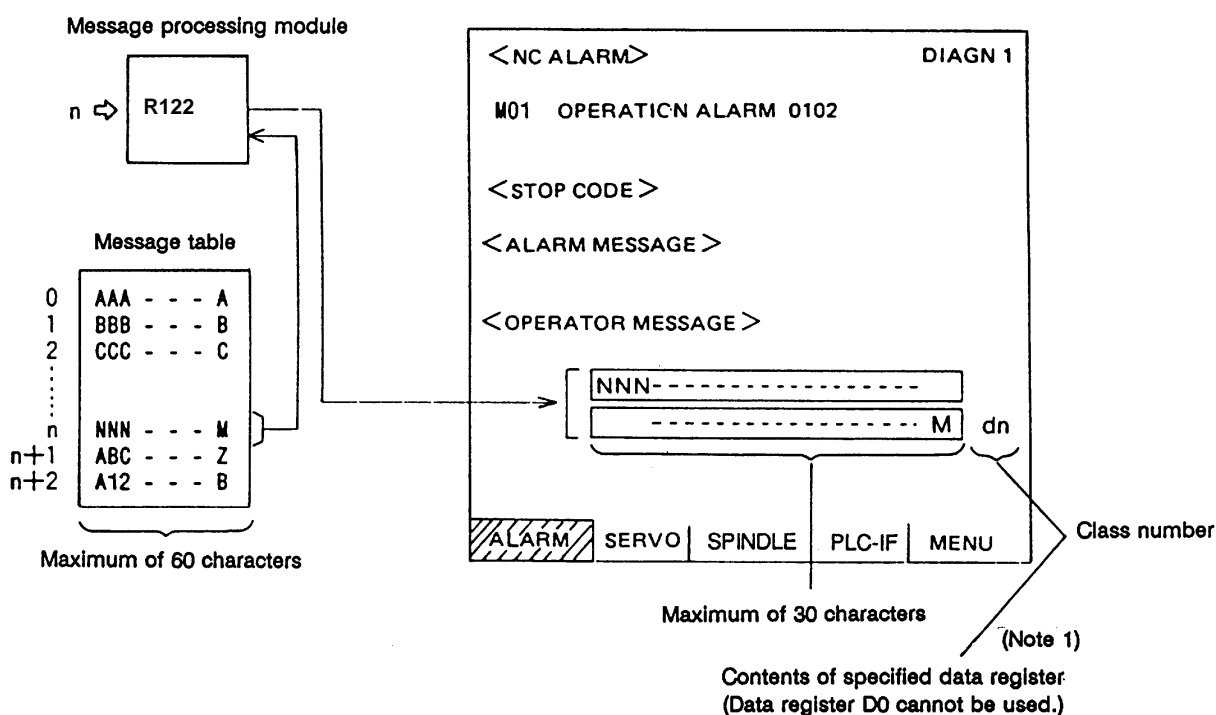 Message processing module
n ⇨ R122
Message table
0 AAA - - - A
1 BBB - - - B
2 CCC - - - C
n NNN - - - M
n+1 ABC - - - Z
n+2 A12 - - - B
Maximum of 60 characters
<NC ALARM> DIAGN 1
M01 OPERATION ALARM 0102
<STOP CODE>
<ALARM MESSAGE>
<OPERATOR MESSAGE>
NNN-------------------
-------------------- M dn
ALARM SERVO SPINDLE PLC-IF MENU
Class number
Maximum of 30 characters
(Note 1)
Contents of specified data register
(Data register D0 cannot be used.)